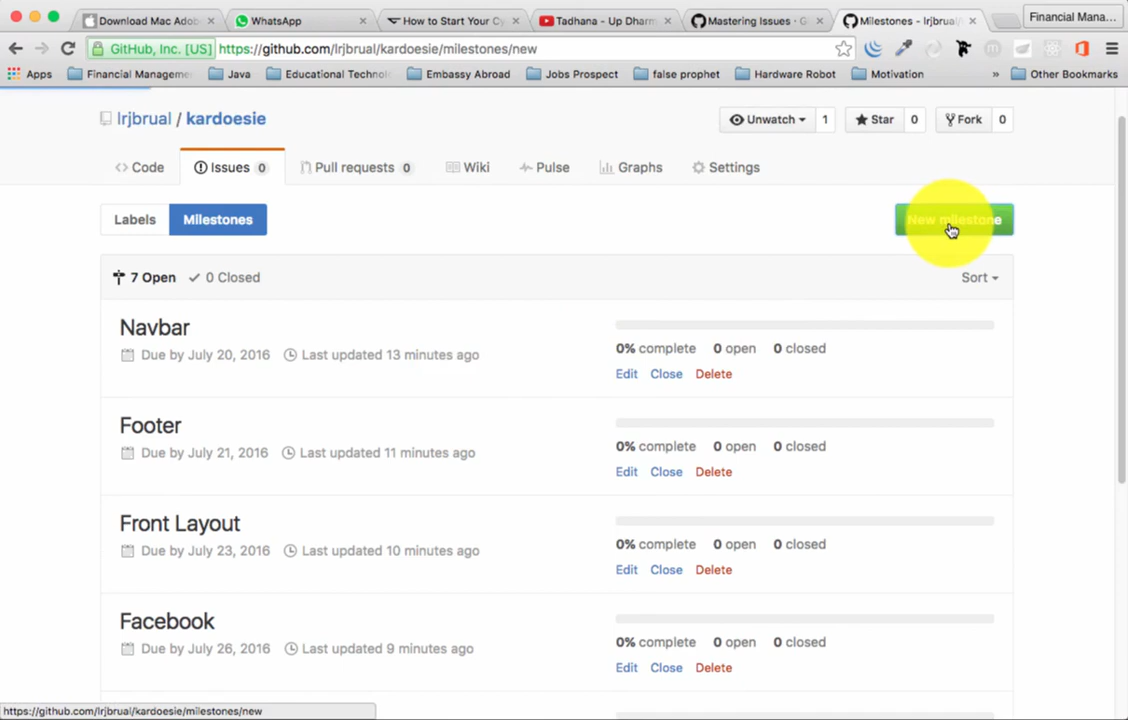 Download Mac Adob
WhatsApp
How to Start Your Cy
Tadhana - Up Dharm
Mastering Issues · G
Milestones - lrjbrual/
Financial Mana...
GitHub, Inc. [US]
https://github.com/lrjbrual/kardoesie/milestones/new
Apps
Financial Manageme
Java
Educational Technol
Embassy Abroad
Jobs Prospect
false prophet
Hardware Robot
Motivation
»
Other Bookmarks
lrjbrual / kardoesie
Unwatch 1
Star 0
Fork 0
Code
Issues 0
Pull requests 0
Wiki
Pulse
Graphs
Settings
Labels
Milestones
New milestone
7 Open
0 Closed
Sort
Navbar
Due by July 20, 2016
Last updated 13 minutes ago
0% complete 0 open 0 closed
Edit Close Delete
Footer
Due by July 21, 2016
Last updated 11 minutes ago
0% complete 0 open 0 closed
Edit Close Delete
Front Layout
Due by July 23, 2016
Last updated 10 minutes ago
0% complete 0 open 0 closed
Edit Close Delete
Facebook
Due by July 26, 2016
Last updated 9 minutes ago
0% complete 0 open 0 closed
Edit Close Delete
https://github.com/lrjbrual/kardoesie/milestones/new